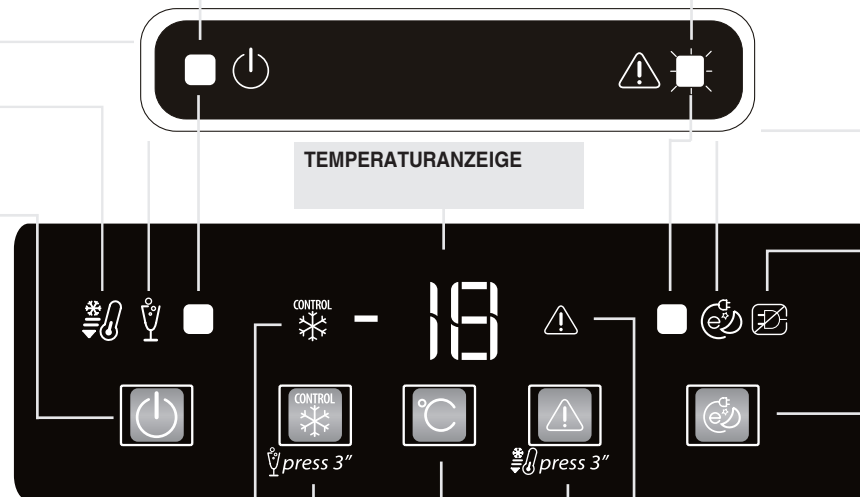 TEMPERATURANZEIGE
CONTROL
- 18
e
CONTROL
°C
e
press 3”
press 3”